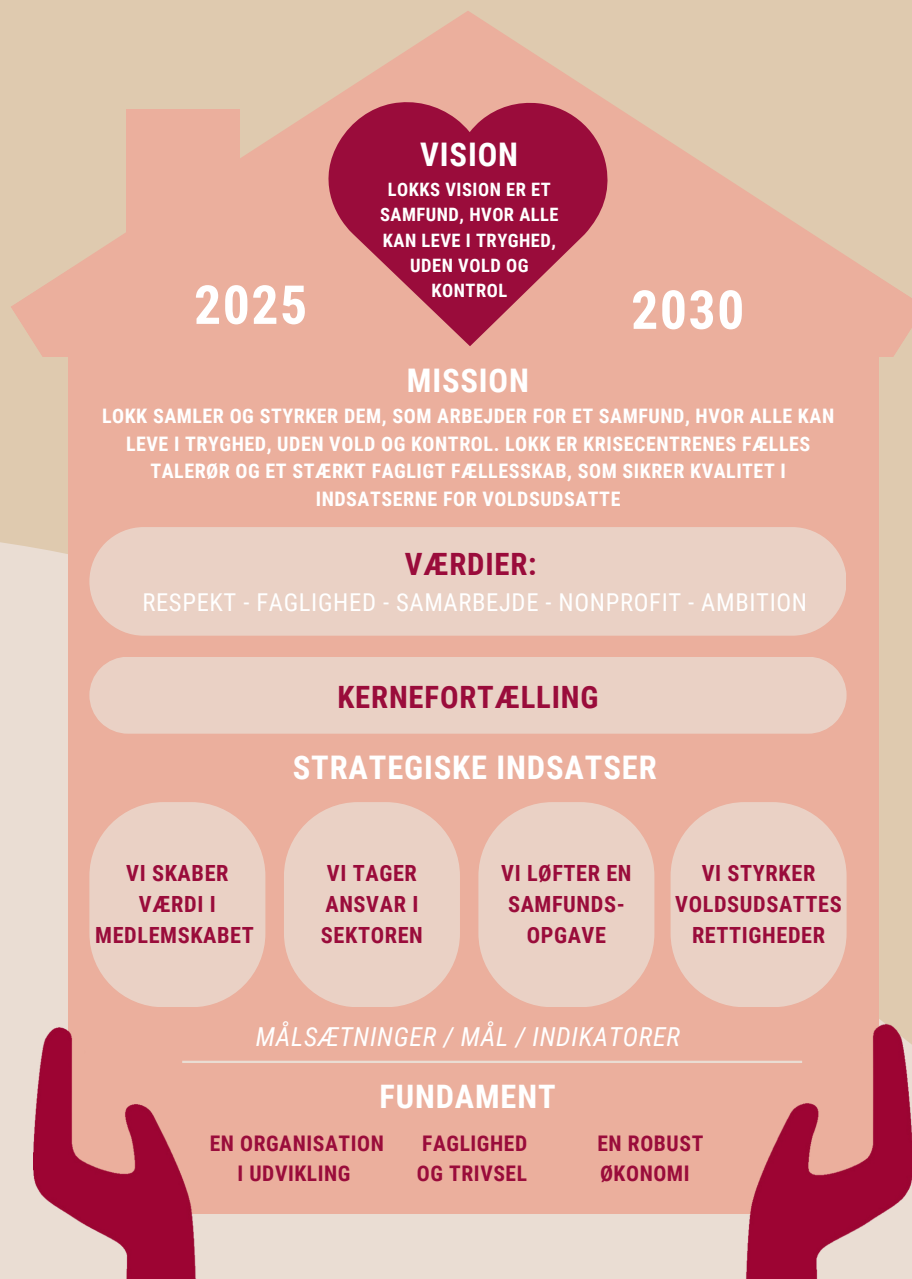 VISION
LOKKS VISION ER ET
SAMFUND, HVOR ALLE
KAN LEVE I TRYGHED,
UDEN VOLD OG
KONTROL
2025
2030
MISSION
LOKK SAMLER OG STYRKER DEM, SOM ARBEJDER FOR ET SAMFUND, HVOR ALLE KAN
LEVE I TRYGHED, UDEN VOLD OG KONTROL. LOKK ER KRISECENTRENES FÆLLES
TALERØR OG ET STÆRKT FAGLIGT FÆLLESSKAB, SOM SIKRER KVALITET I
INDSATSERNE FOR VOLDSUDSATTE
VÆRDIER:
RESPEKT - FAGLIGHED - SAMARBEJDE - NONPROFIT - AMBITION
KERNEFORTÆLLING
STRATEGISKE INDSATSER
VI SKABER
VÆRDI I
MEDLEMSKABET
VI TAGER
ANSVAR I
SEKTOREN
VI LØFTER EN
SAMFUNDS-
OPGAVE
VI STYRKER
VOLDSUDSATTES
RETTIGHEDER
MÅLSÆTNINGER / MÅL / INDIKATORER
FUNDAMENT
EN ORGANISATION
I UDVIKLING
FAGLIGHED
OG TRIVSEL
EN ROBUST
ØKONOMI